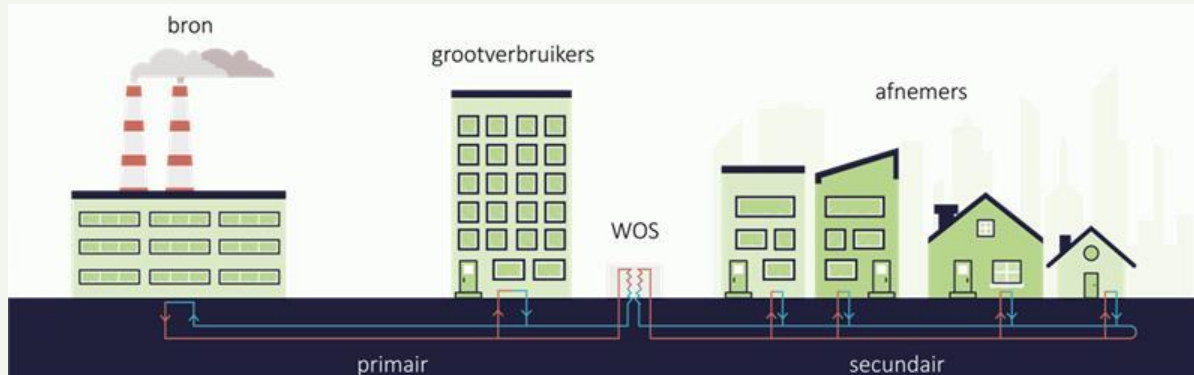 bron
grootverbruikers
afnemers
WOS
primair
secundair